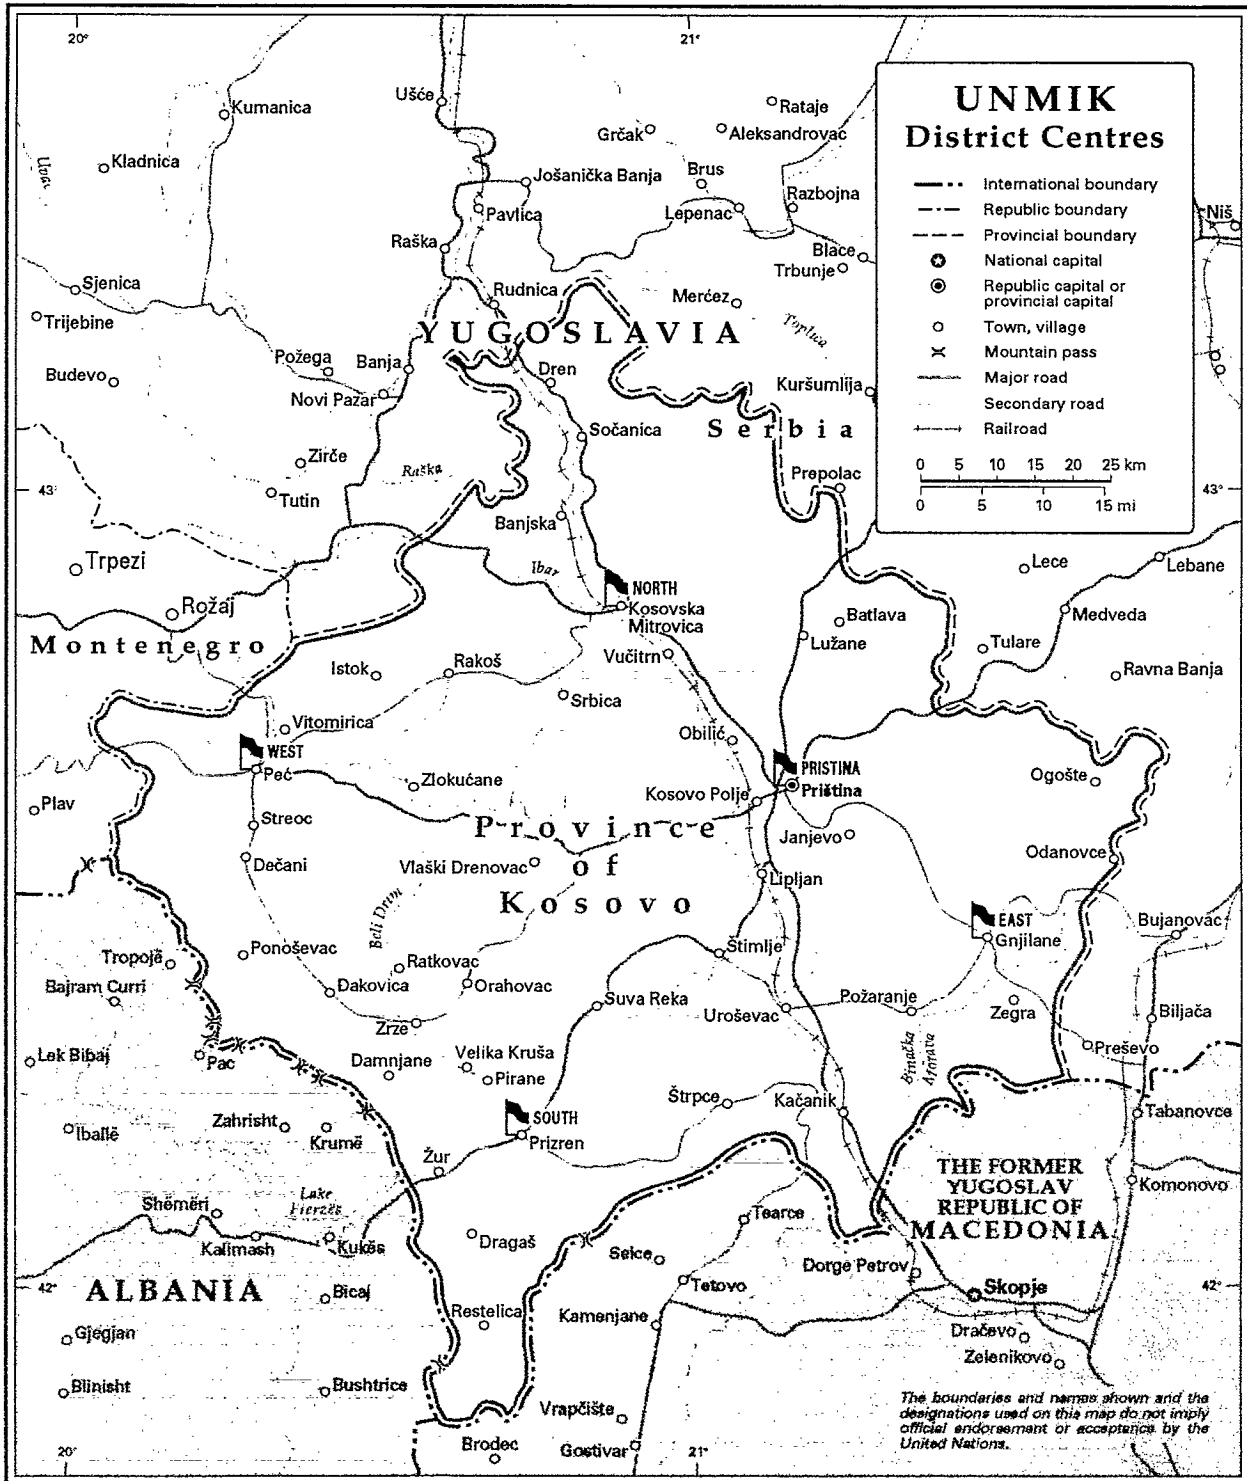 20°
21°
UNMIK
District Centres
International boundary
Republic boundary
Provincial boundary
National capital
Republic capital or
provincial capital
Town, village
Mountain pass
Major road
Secondary road
Railroad
0 5 10 15 20 25 km
0 5 10 15 mi
Ušće
Kumanica
Rataje
Grčak
Aleksandrovac
Kladnica
Uvac
Jošanička Banja
Brus
Pavlica
Lepenac
Razbojna
Niš
Raška
Blace
Trbunje
Sjenica
Rudnica
Merćez
Trijebine
YUGOSLAVIA
Toplica
Požega
Banja
Dren
Budevo
Novi Pazar
Kuršumlija
Sočanica
Serbia
Zirče
Raška
Prepolac
43°
43°
Tutin
Banjska
Trpezi
Ibar
Lece
Lebane
NORTH
Rožaj
Kosovska
Mitrovica
Batlava
Medveda
Montenegro
Vučitrn
Lužane
Tulare
Istok
Rakoš
Ravna Banja
Srbica
Vitomirica
Obilić
WEST
Peć
PRISTINA
Priština
Zlokućane
Ogošte
Plav
Kosovo Polje
Streoc
Province
of
Kosovo
Janjevo
Dečani
Vlaški Drenovac
Odanovce
Lipljan
Beli Drim
EAST
Gnjilane
Bujanovac
Ponoševac
Štimlje
Tropojë
Ratkovac
Bajram Curri
Đakovica
Orahovac
Suva Reka
Požaranje
Zegra
Uroševac
Biljača
Zrze
Binačka
Morava
Lek Bibaj
Pac
Damnjane
Velika Kruša
Preševo
Pirane
Štrpce
Kačanik
SOUTH
Prizren
Tabanovce
Iballë
Zahrisht
Krumë
Žur
THE FORMER
YUGOSLAV
REPUBLIC OF
MACEDONIA
Komonovo
Lake
Fierzës
Shëmëri
Tearce
Kalimash
Kukës
Dragaš
Selce
Dorge Petrov
42°
42°
ALBANIA
Bicaj
Tetovo
Skopje
Restelica
Kamenjane
Gjegjan
Dračevo
Zelenikovo
Blinisht
Bushtrice
Vrapčište
The boundaries and names shown and the
designations used on this map do not imply
official endorsement or acceptance by the
United Nations.
Brodec
Gostivar
20°
21°